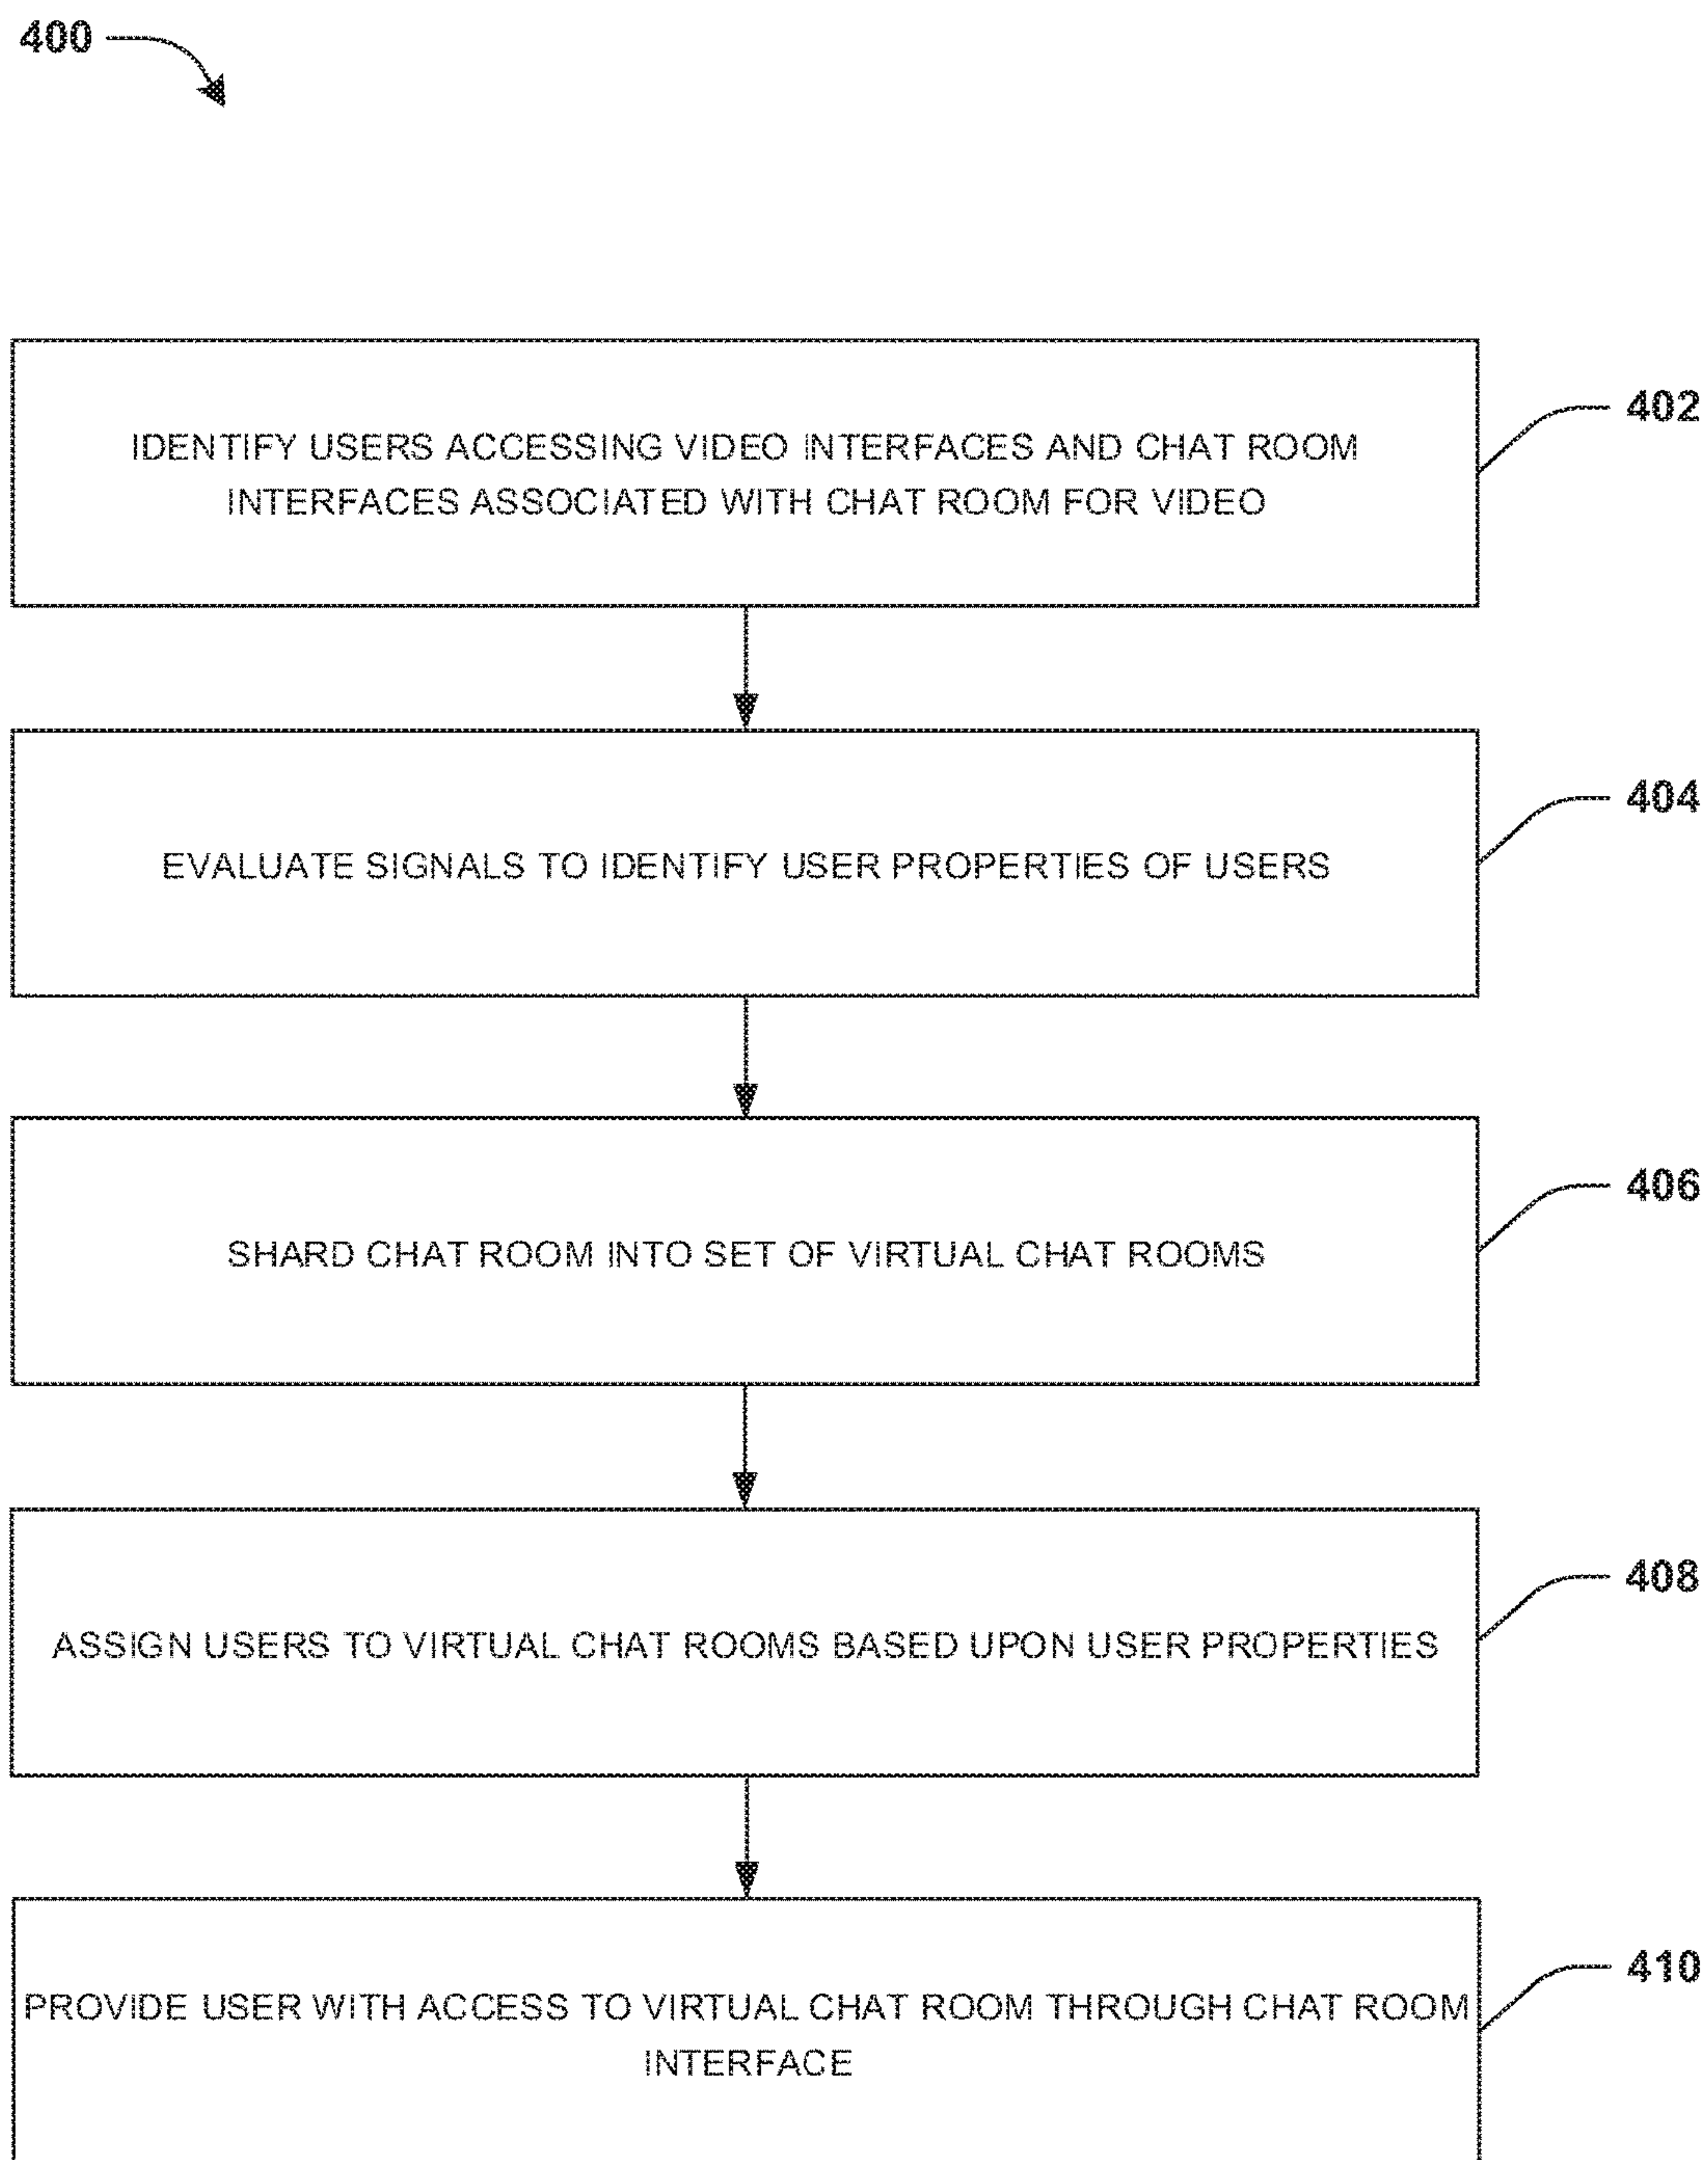 400
IDENTIFY USERS ACCESSING VIDEO INTERFACES AND CHAT ROOM
INTERFACES ASSOCIATED WITH CHAT ROOM FOR VIDEO
402
EVALUATE SIGNALS TO IDENTIFY USER PROPERTIES OF USERS
404
SHARD CHAT ROOM INTO SET OF VIRTUAL CHAT ROOMS
406
ASSIGN USERS TO VIRTUAL CHAT ROOMS BASED UPON USER PROPERTIES
408
PROVIDE USER WITH ACCESS TO VIRTUAL CHAT ROOM THROUGH CHAT ROOM
INTERFACE
410